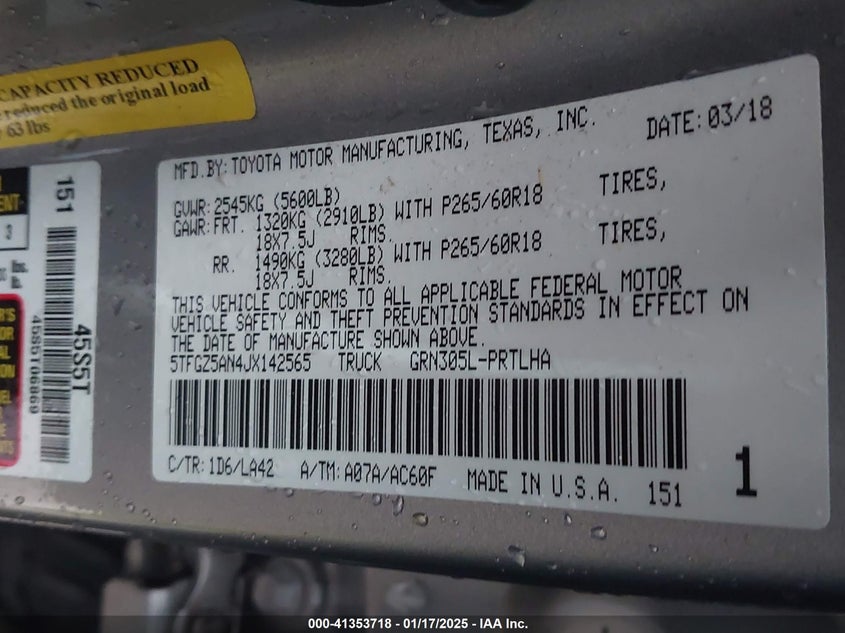 CAPACITY REDUCED
reduced the original load
63 lbs
151
45S5T
45S5T06869
3
lbs.
MFD.BY:TOYOTA MOTOR MANUFACTURING, TEXAS, INC. DATE:03/18
GVWR:2545KG (5600LB)
GAWR:FRT. 1320KG (2910LB) WITH P265/60R18 TIRES,
18X7.5J RIMS.
RR. 1490KG (3280LB) WITH P265/60R18 TIRES,
18X7.5J RIMS.
THIS VEHICLE CONFORMS TO ALL APPLICABLE FEDERAL MOTOR
VEHICLE SAFETY AND THEFT PREVENTION STANDARDS IN EFFECT ON
THE DATE OF MANUFACTURE SHOWN ABOVE.
5TFGZ5AN4JX142565 TRUCK GRN305L-PRTLHA
C/TR:1D6/LA42 A/TM:A07A/AC60F MADE IN U.S.A. 151
1
000-41353718 - 01/17/2025 - IAA Inc.